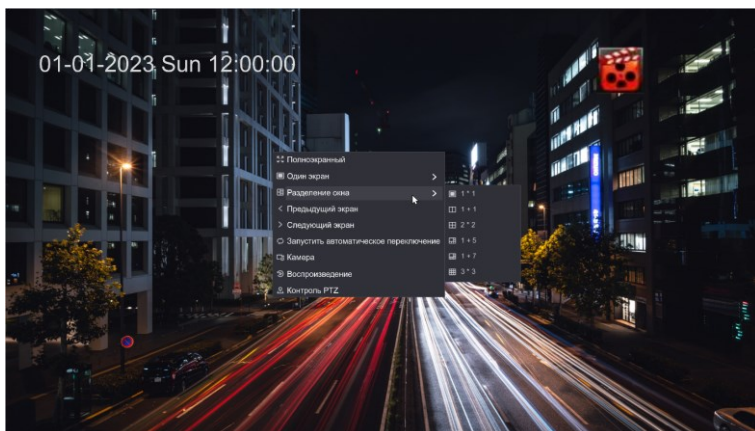 01-01-2023 Sun 12:00:00
Полноэкранный
Один экран
Разделение окна
Предыдущий экран
Следующий экран
Запустить автоматическое переключение
Камера
Воспроизведение
Контроль PTZ
1 * 1
1 + 1
2 * 2
1 + 5
1 + 7
3 * 3